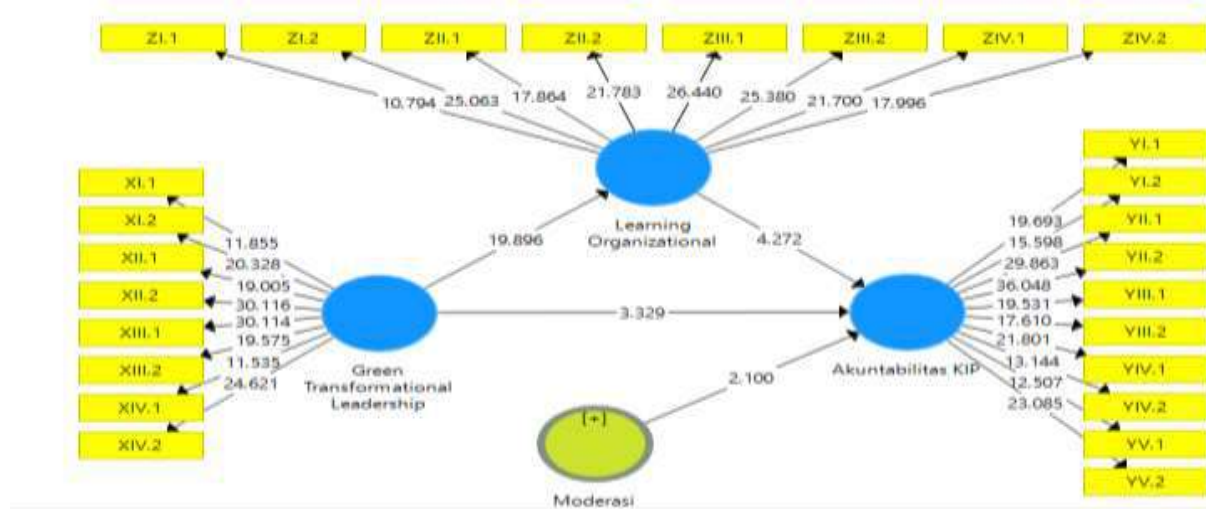 ZI.1 ZI.2 ZII.1 ZII.2 ZIII.1 ZIII.2 ZIV.1 ZIV.2
10.794 25.063 17.864 21.783 26.440 25.380 21.700 17.996
XI.1
XI.2
XII.1
XII.2
XIII.1
XIII.2
XIV.1
XIV.2
11.855
20.328
19.005
30.116
30.114
19.575
11.535
24.621
Green
Transformational
Leadership
19.896
Learning
Organizational
4.272
3.329
2.100
[+]
Moderasi
Akuntabilitas KIP
19.693
15.598
29.863
36.048
19.531
17.610
21.801
13.144
12.507
23.085
YI.1
YI.2
YII.1
YII.2
YIII.1
YIII.2
YIV.1
YIV.2
YV.1
YV.2